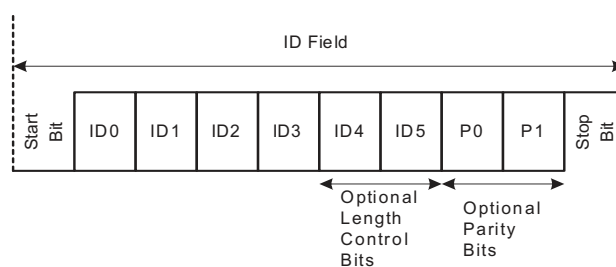 ID Field
Start Bit
ID0
ID1
ID2
ID3
ID4
ID5
P0
P1
Stop Bit
Optional
Length
Control
Bits
Optional
Parity
Bits